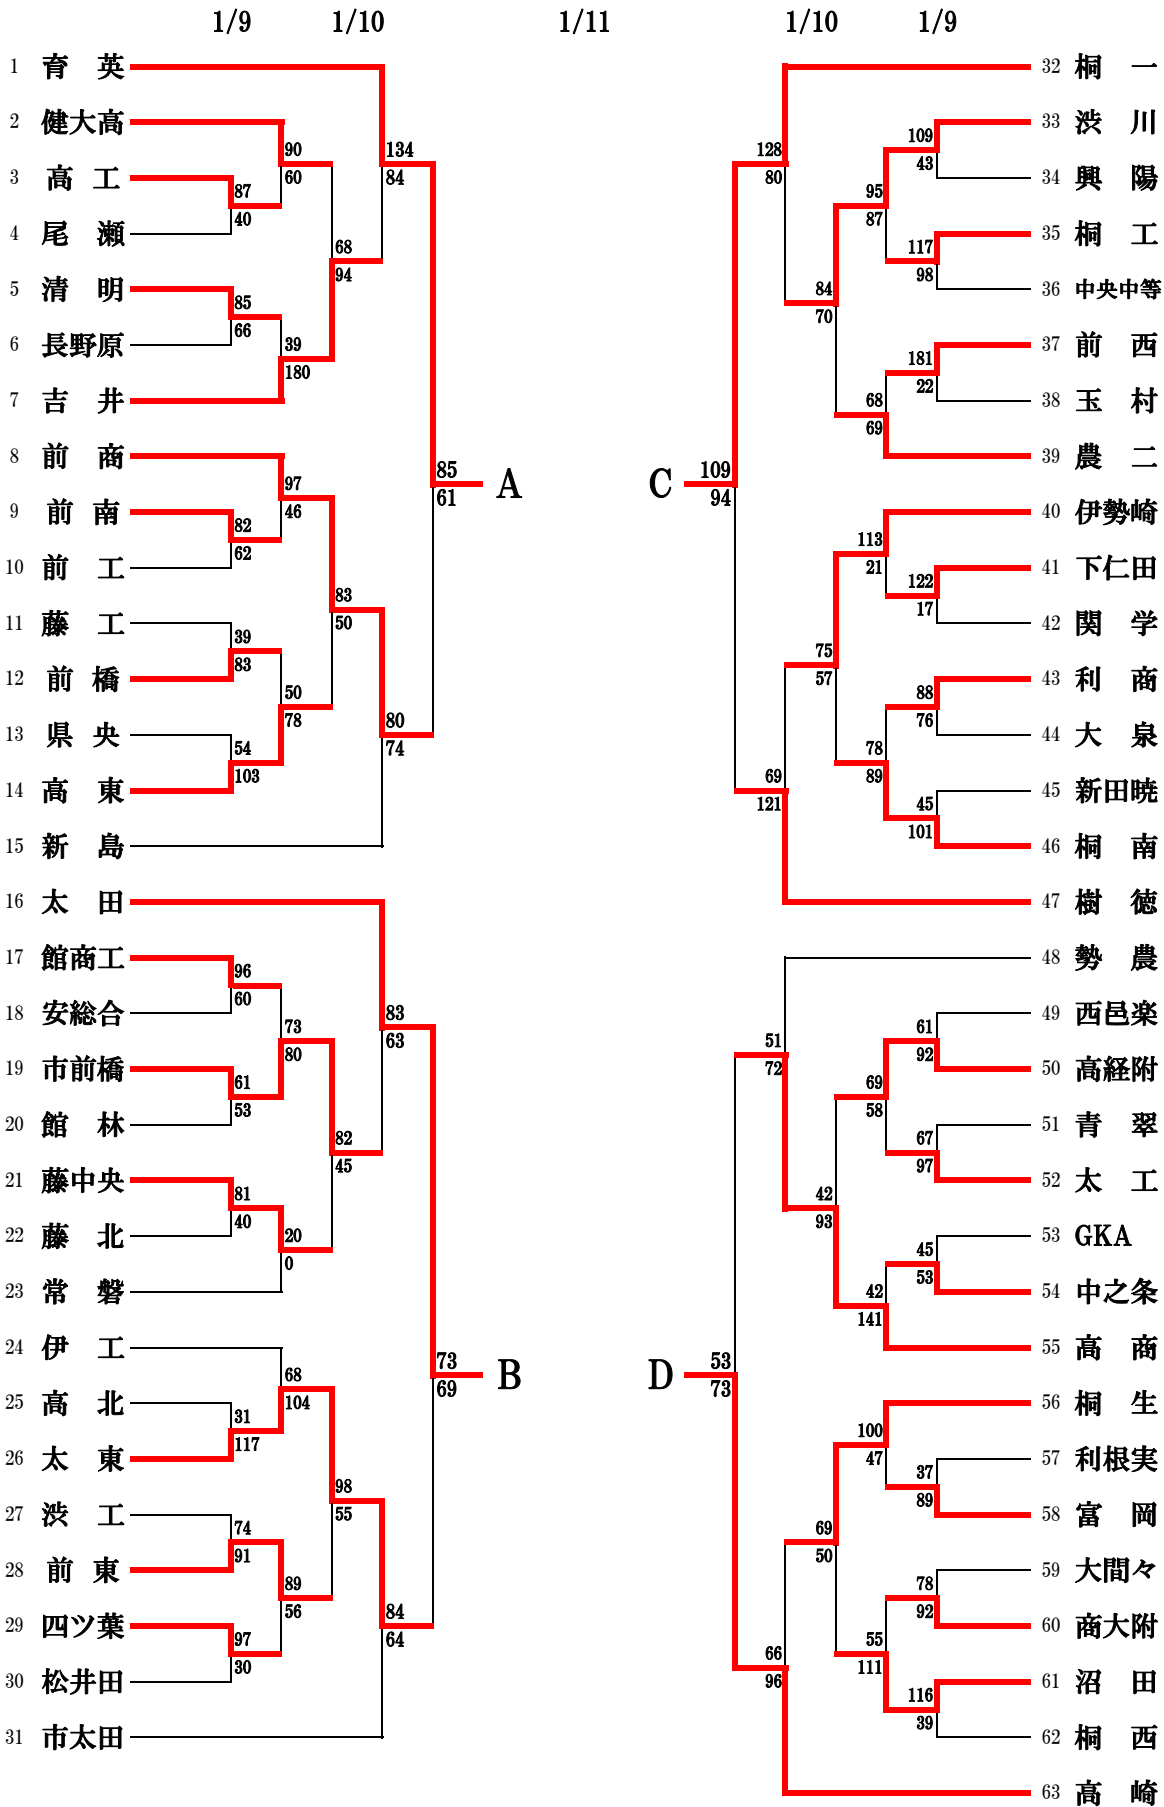 1/9 1/10 1/11 1/10 1/9
1 育 英
2 健大高
3 高 工
4 尾 瀬
5 清 明
6 長野原
7 吉 井
8 前 商
9 前 南
10 前 工
11 藤 工
12 前 橋
13 県 央
14 高 東
15 新 島
16 太 田
17 館商工
18 安総合
19 市前橋
20 館 林
21 藤中央
22 藤 北
23 常 磐
24 伊 工
25 高 北
26 太 東
27 渋 工
28 前 東
29 四ツ葉
30 松井田
31 市太田
87
40
85
66
82
62
39
83
54
103
96
60
61
53
81
40
31
117
74
91
97
30
90
60
39
180
97
46
50
78
73
80
20
0
68
104
89
56
68
94
83
50
82
45
98
55
134
84
80
74
83
63
84
64
85
61
A
73
69
B
C
109
94
D
53
73
128
80
69
121
51
72
66
96
84
70
75
57
42
93
69
50
95
87
68
69
113
21
78
89
69
58
42
141
100
47
55
111
109
43
117
98
181
22
122
17
88
76
45
101
61
92
67
97
45
53
37
89
78
92
116
39
32 桐 一
33 渋 川
34 興 陽
35 桐 工
36 中央中等
37 前 西
38 玉 村
39 農 二
40 伊勢崎
41 下仁田
42 関 学
43 利 商
44 大 泉
45 新田暁
46 桐 南
47 樹 徳
48 勢 農
49 西邑楽
50 高経附
51 青 翠
52 太 工
53 GKA
54 中之条
55 高 商
56 桐 生
57 利根実
58 富 岡
59 大間々
60 商大附
61 沼 田
62 桐 西
63 高 崎